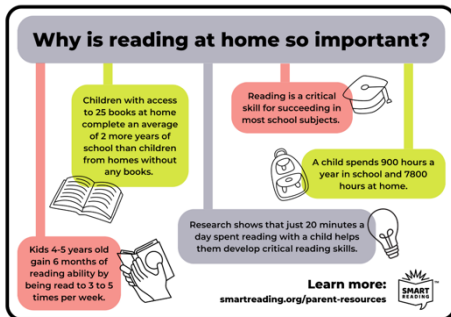 Why is reading at home so important?
Children with access
to 25 books at home
complete an average
of 2 more years of
school than children
from homes without
any books.
Reading is a critical
skill for succeeding in
most school subjects.
A child spends 900 hours a
year in school and 7800
hours at home.
Research shows that just 20 minutes a
day spent reading with a child helps
them develop critical reading skills.
Kids 4-5 years old
gain 6 months of
reading ability by
being read to 3 to 5
times per week.
Learn more:
smartreading.org/parent-resources
SMART
READING